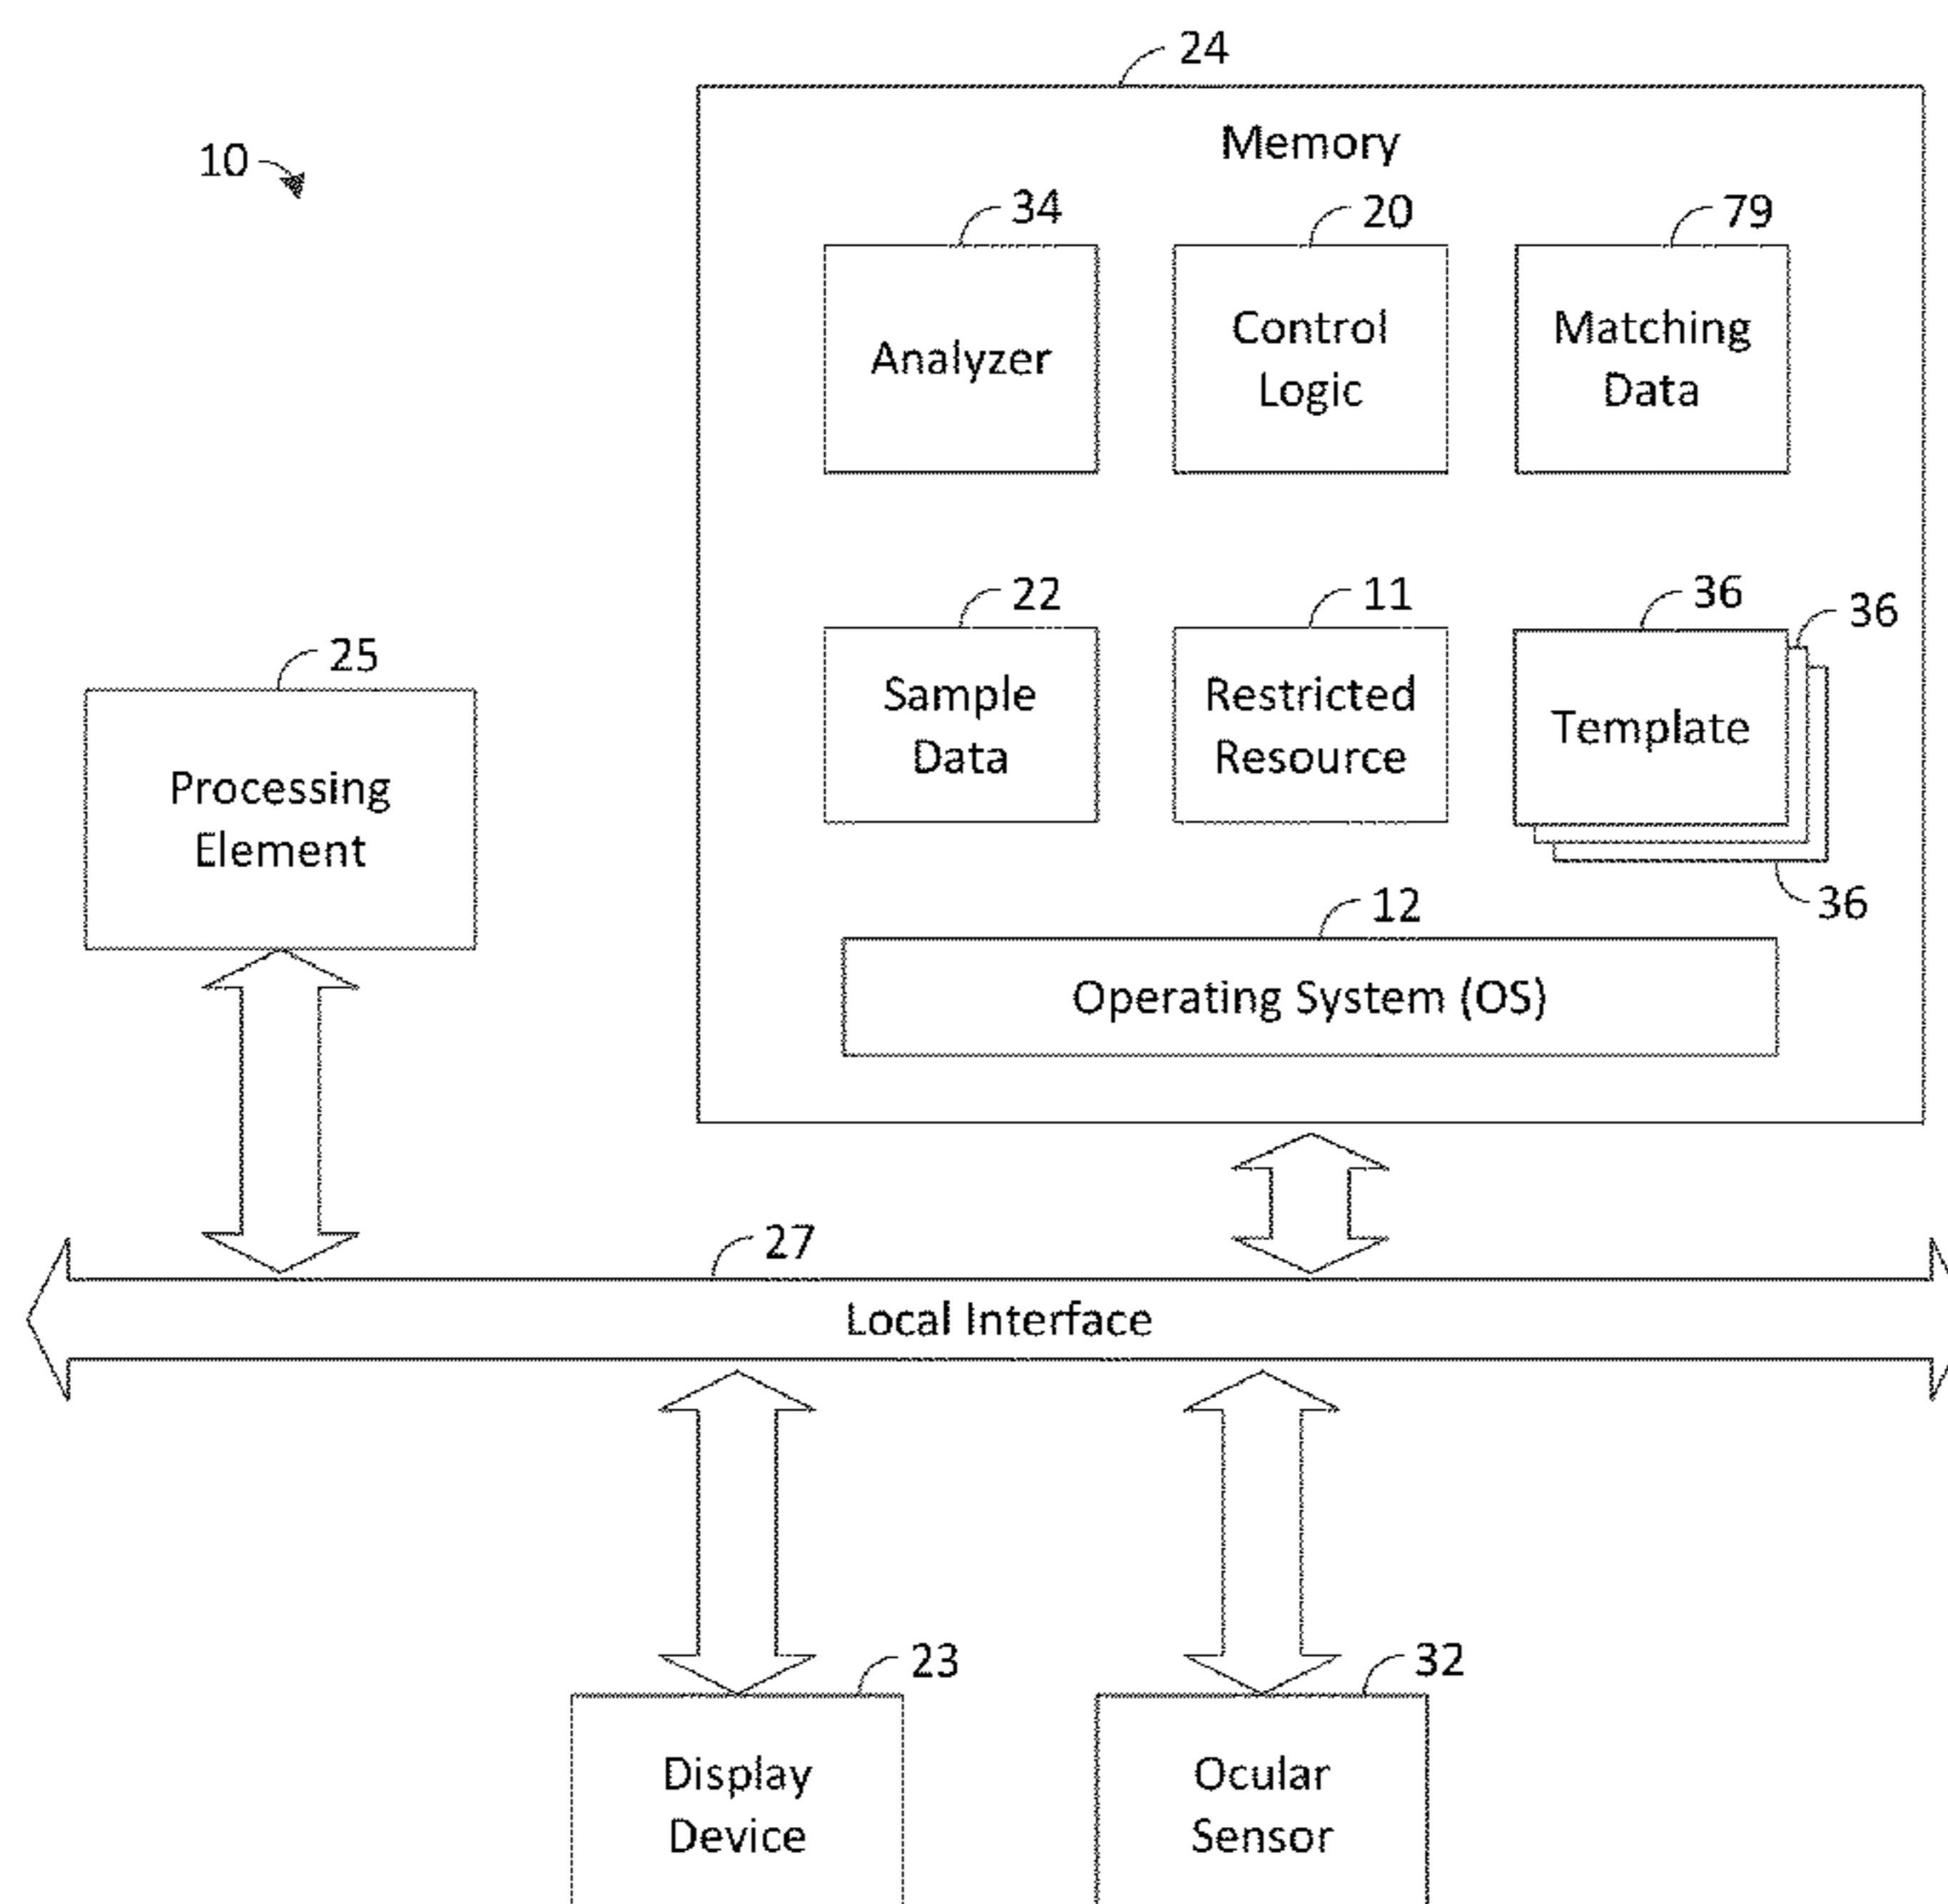 24
Memory
10
34
20
79
Analyzer
Control
Logic
Matching
Data
22
11
36
36
Sample
Data
Restricted
Resource
Template
36
25
Processing
Element
12
Operating System (OS)
27
Local Interface
23
32
Display
Device
Ocular
Sensor